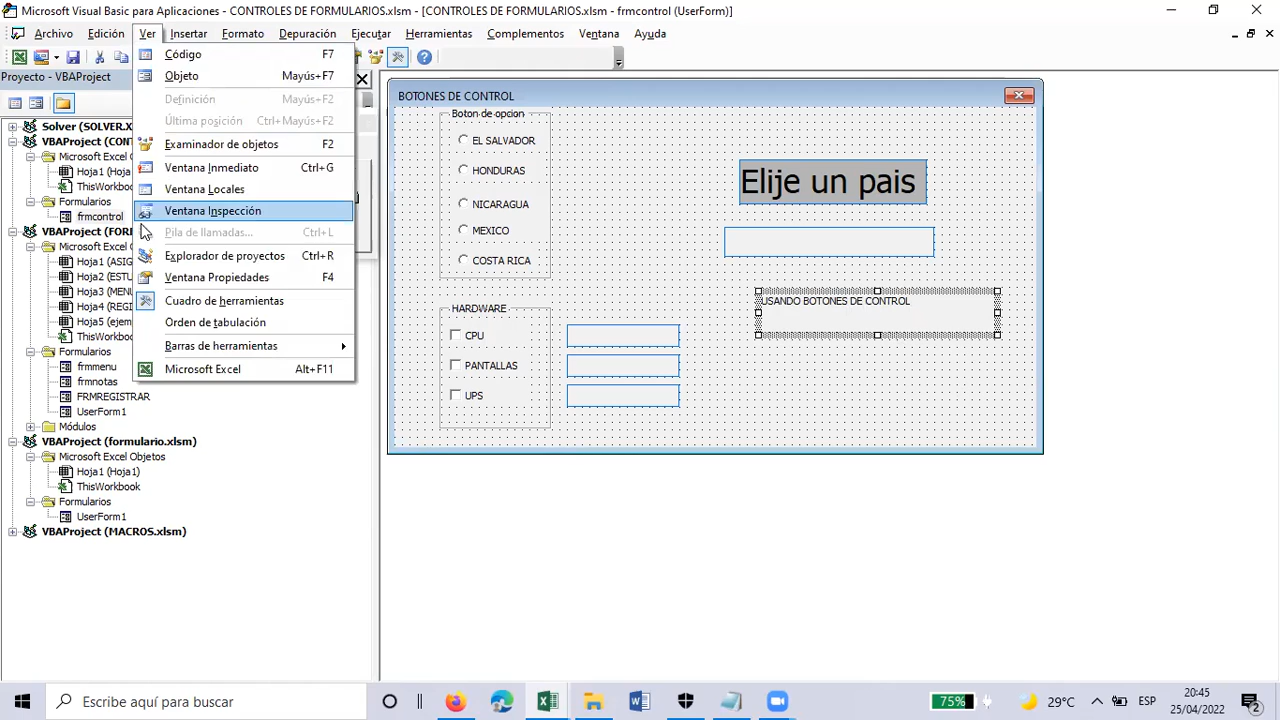 Microsoft Visual Basic para Aplicaciones - CONTROLES DE FORMULARIOS.xlsm - [CONTROLES DE FORMULARIOS.xlsm - frmcontrol (UserForm)]
Archivo Edición Ver Insertar Formato Depuración Ejecutar Herramientas Complementos Ventana Ayuda
Proyecto - VBAProject
Solver (SOLVER.X
VBAProject (CON
Microsoft Excel
Hoja1 (Hoja
ThisWorkbo
Formularios
frmcontrol
VBAProject (FOR
Microsoft Excel
Hoja1 (ASIG
Hoja2 (ESTU
Hoja3 (MENU
Hoja4 (REGI
Hoja5 (ejem
ThisWorkbo
Formularios
frmmenu
frmnotas
FRMREGISTRAR
UserForm1
Módulos
VBAProject (formulario.xlsm)
Microsoft Excel Objetos
Hoja1 (Hoja1)
ThisWorkbook
Formularios
UserForm1
VBAProject (MACROS.xlsm)
Código F7
Objeto Mayús+F7
Definición Mayús+F2
Última posición Ctrl+Mayús+F2
Examinador de objetos F2
Ventana Inmediato Ctrl+G
Ventana Locales
Ventana Inspección
Pila de llamadas... Ctrl+L
Explorador de proyectos Ctrl+R
Ventana Propiedades F4
Cuadro de herramientas
Orden de tabulación
Barras de herramientas
Microsoft Excel Alt+F11
BOTONES DE CONTROL
Boton de opcion
EL SALVADOR
HONDURAS
NICARAGUA
MEXICO
COSTA RICA
Elije un pais
USANDO BOTONES DE CONTROL
HARDWARE
CPU
PANTALLAS
UPS
Escribe aquí para buscar
75%
29°C
ESP
20:45
25/04/2022
2